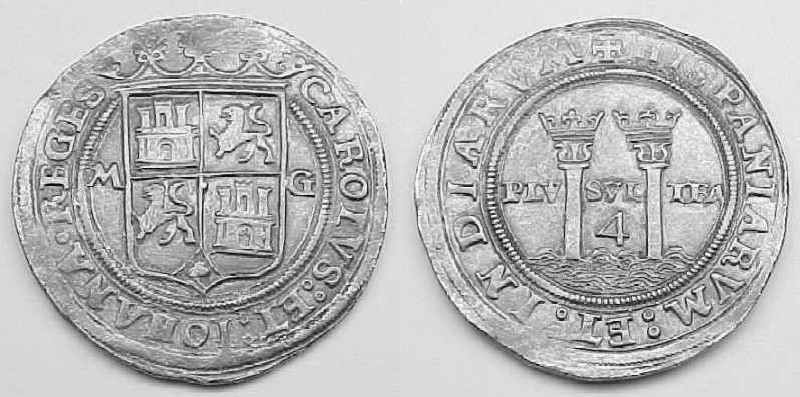 CAROLVS:ET:IOHANA:REGES
M G
✠HISPANIARVM:ET:INDIARVM
PLV SVL TRA
4